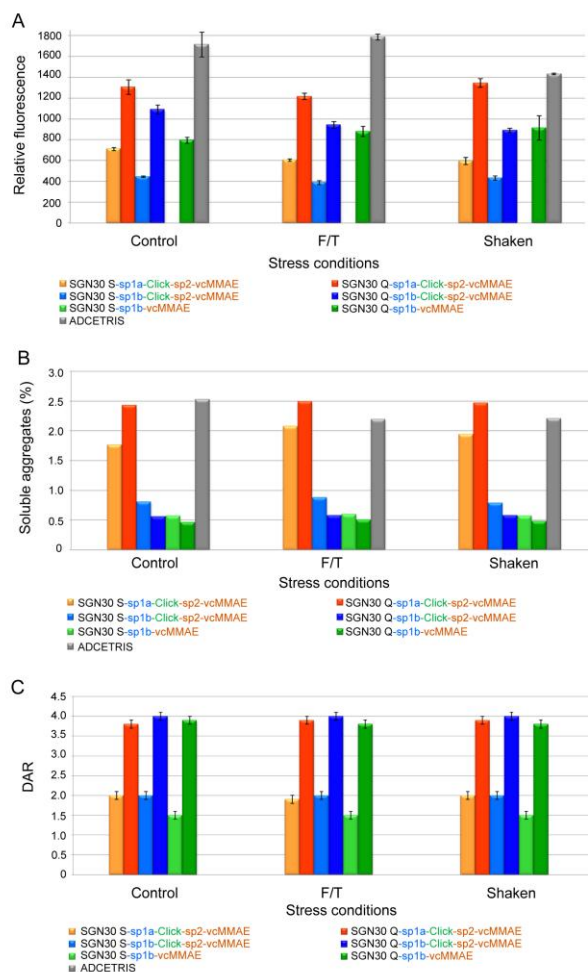 A
Relative fluorescence
1800
1600
1400
1200
1000
800
600
400
200
0
Control F/T Shaken
Stress conditions
SGN30 S-sp1a-Click-sp2-vcMMAE SGN30 Q-sp1a-Click-sp2-vcMMAE
SGN30 S-sp1b-Click-sp2-vcMMAE SGN30 Q-sp1b-Click-sp2-vcMMAE
SGN30 S-sp1b-vcMMAE SGN30 Q-sp1b-vcMMAE
ADCETRIS
B
Soluble aggregates (%)
3.0
2.5
2.0
1.5
1.0
0.5
0
Control F/T Shaken
Stress conditions
SGN30 S-sp1a-Click-sp2-vcMMAE SGN30 Q-sp1a-Click-sp2-vcMMAE
SGN30 S-sp1b-Click-sp2-vcMMAE SGN30 Q-sp1b-Click-sp2-vcMMAE
SGN30 S-sp1b-vcMMAE SGN30 Q-sp1b-vcMMAE
ADCETRIS
C
DAR
4.5
4.0
3.5
3.0
2.5
2.0
1.5
1.0
0.5
0
Control F/T Shaken
Stress conditions
SGN30 S-sp1a-Click-sp2-vcMMAE SGN30 Q-sp1a-Click-sp2-vcMMAE
SGN30 S-sp1b-Click-sp2-vcMMAE SGN30 Q-sp1b-Click-sp2-vcMMAE
SGN30 S-sp1b-vcMMAE SGN30 Q-sp1b-vcMMAE
ADCETRIS